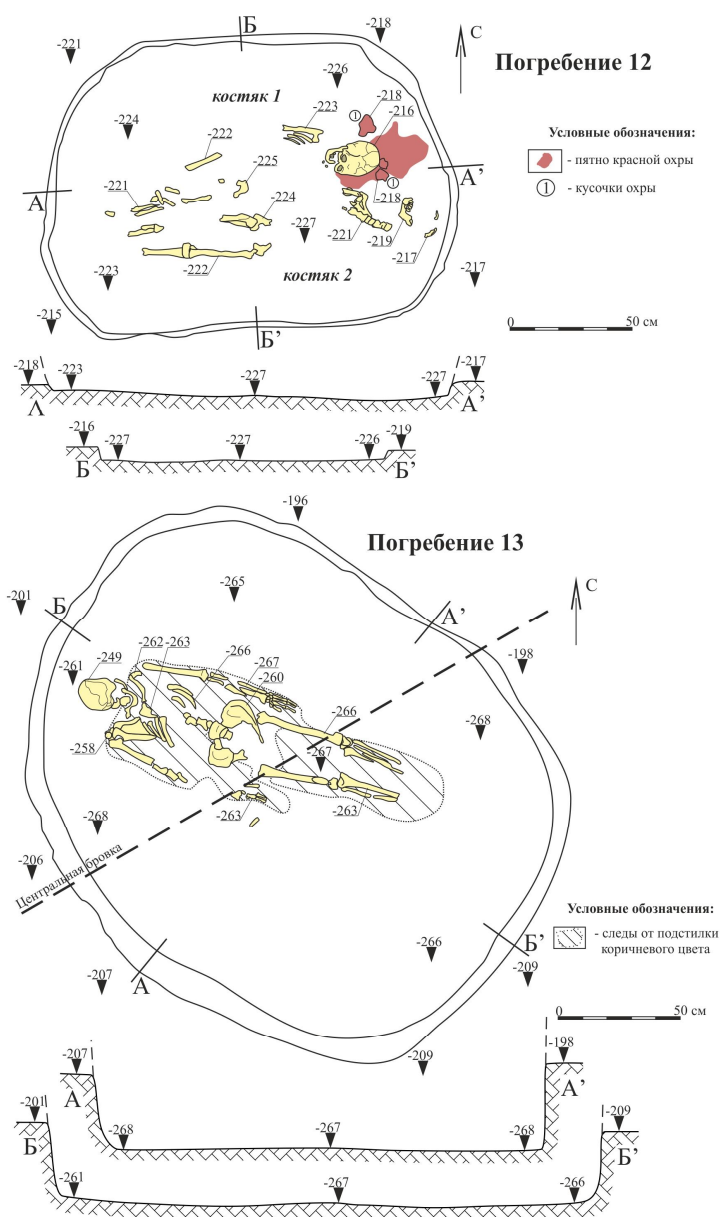 Погребение 12
С
Условные обозначения:
- пятно красной охры
1 - кусочки охры
0 50 см
-221
Б
-218
-226
костяк 1
-218
1
-223
-216
-224
-222
-225
А
А’
-221
-224
1
-218
-227
-221
-219
-217
-223
-222
костяк 2
-217
-215
Б’
-218
-223
-227
-227
-217
А
А’
-216
-227
-227
-226
-219
Б
Б’
Погребение 13
С
-196
-201
Б
-265
А’
-198
-249
-262
-263
-261
-266
-267
-260
-266
-268
-258
-267
-263
-263
-268
-206
Центральная бровка
Условные обозначения:
- следы от подстилки
коричневого цвета
-266
Б’
-209
-207
А
0 50 см
-209
-207
-198
А
А’
-268
-267
-268
-201
-209
Б
Б’
-261
-267
-266